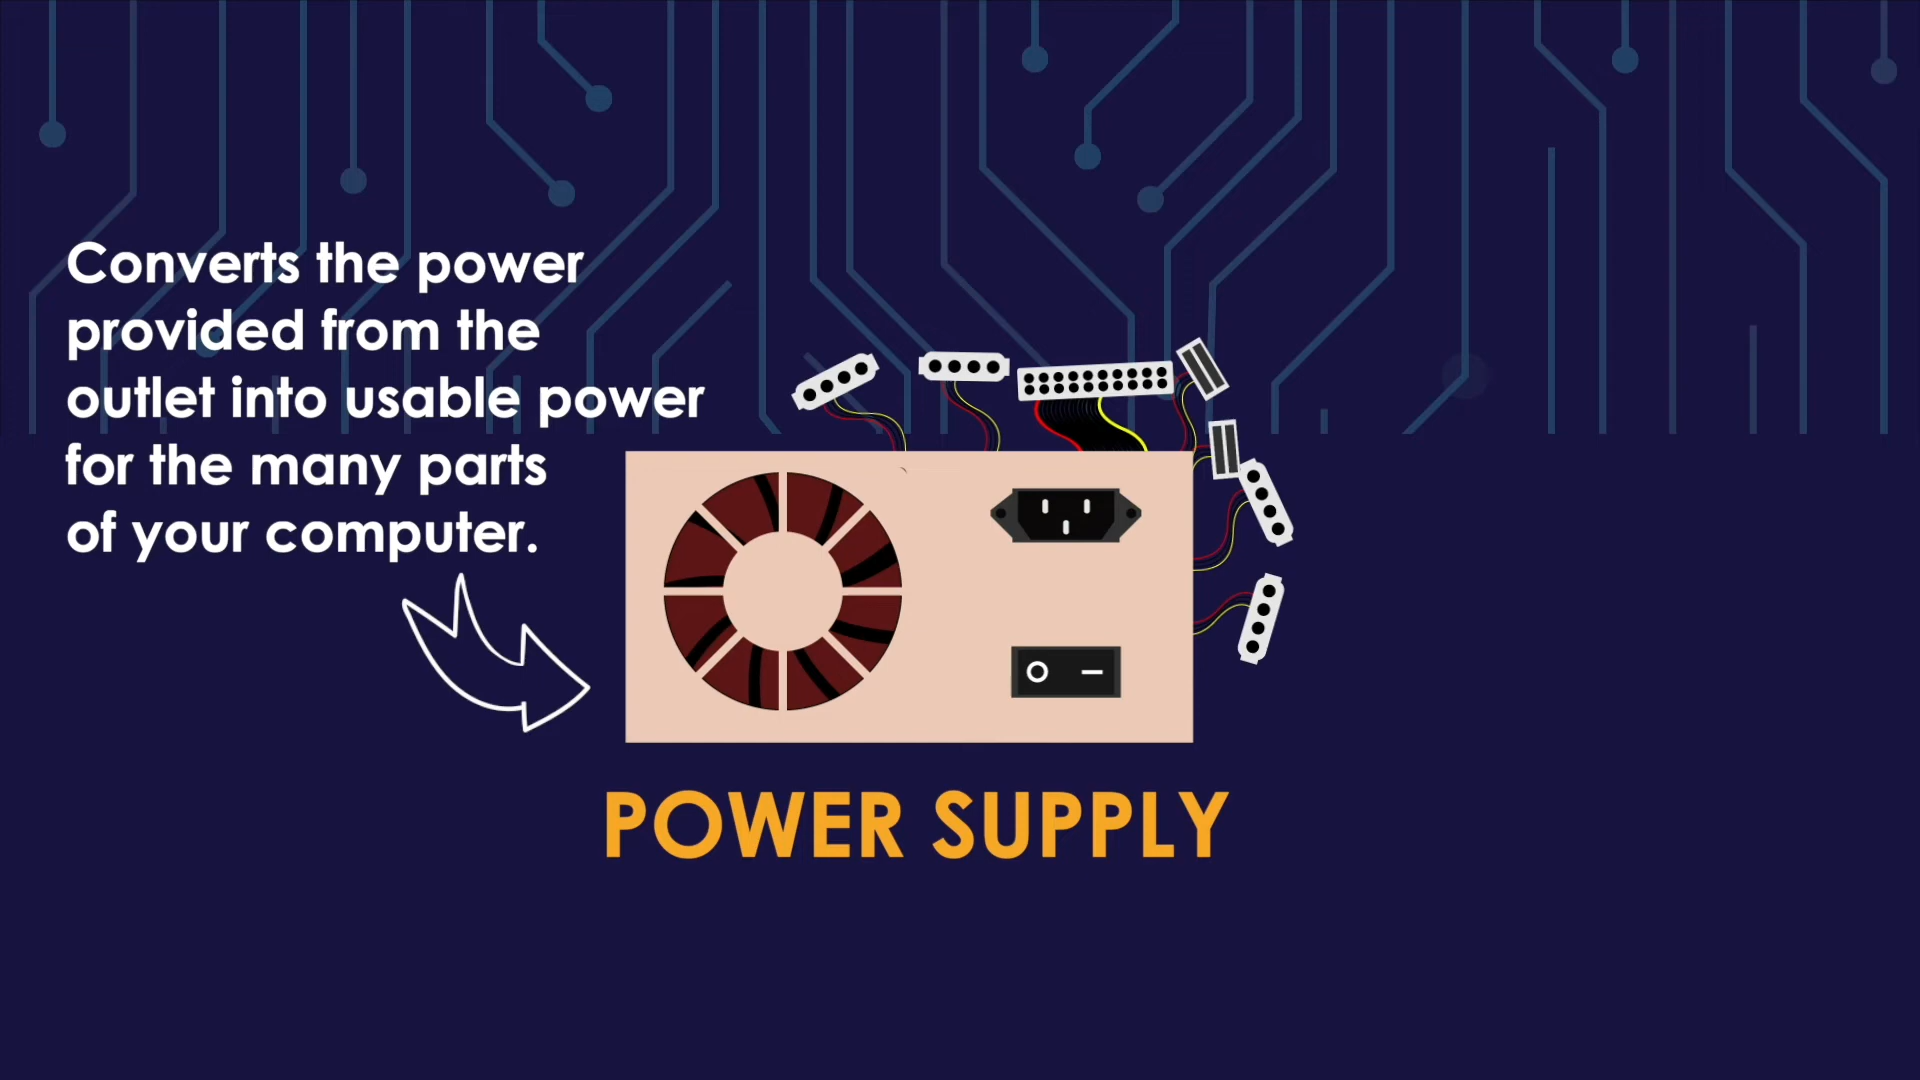 Converts the power
provided from the
outlet into usable power
for the many parts
of your computer.
POWER SUPPLY